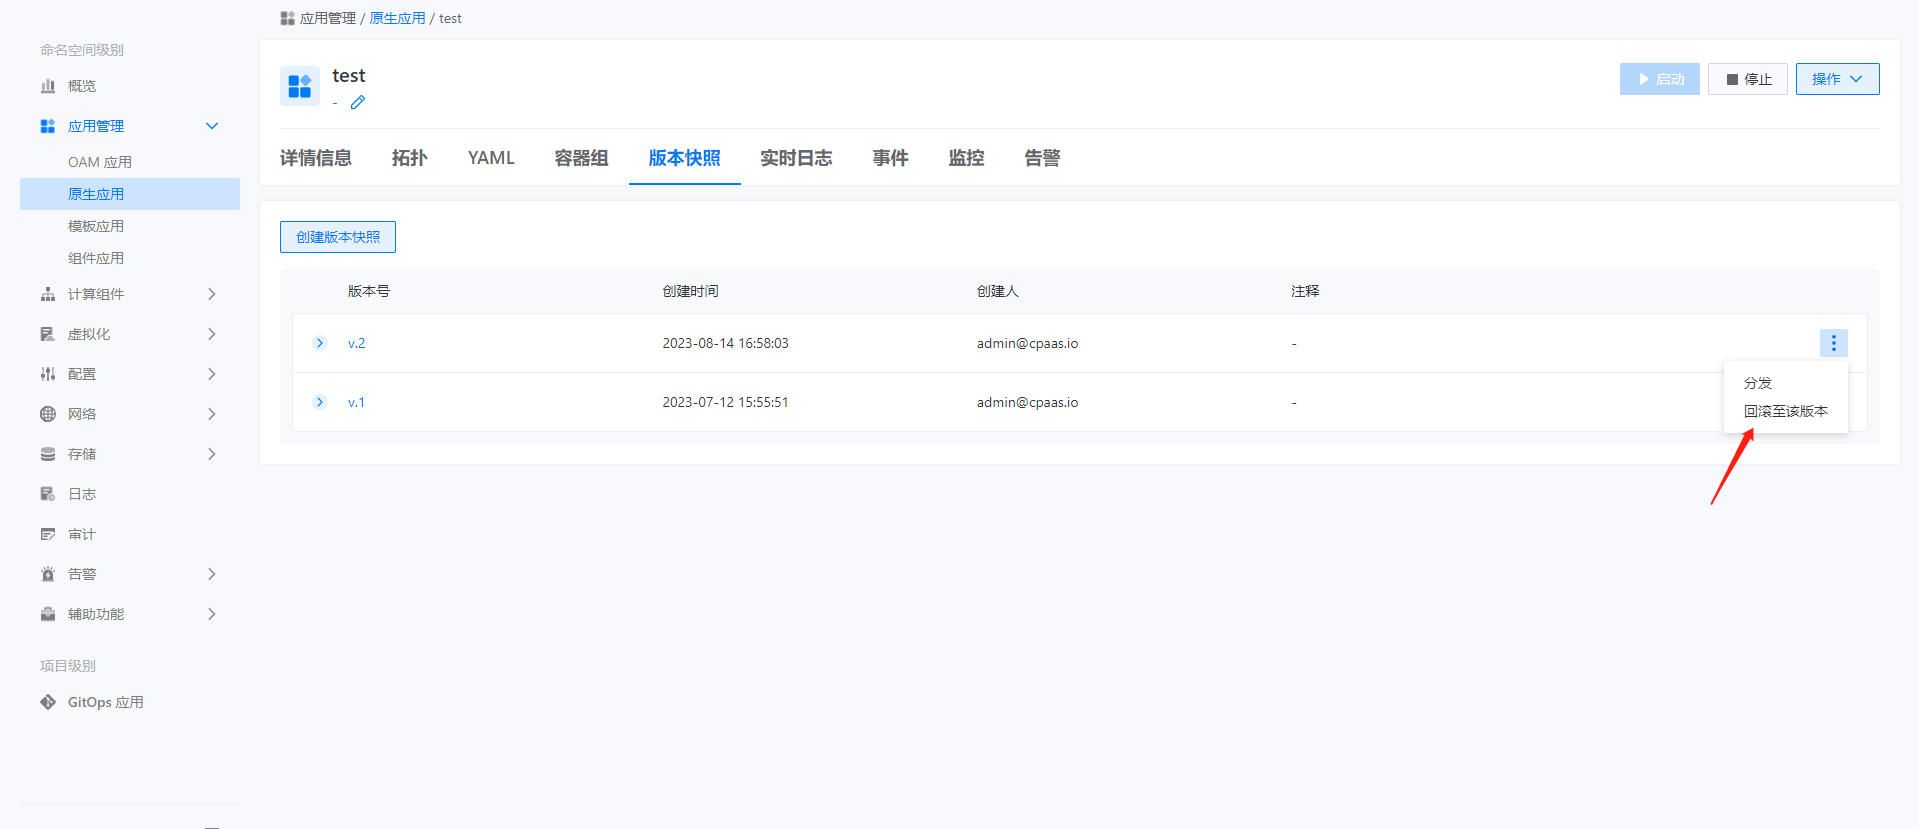 应用管理 / 原生应用 / test
命名空间级别
概览
应用管理
OAM 应用
原生应用
模板应用
组件应用
计算组件
虚拟化
配置
网络
存储
日志
审计
告警
辅助功能
项目级别
GitOps 应用
test
-
启动
停止
操作
详情信息 拓扑 YAML 容器组 版本快照 实时日志 事件 监控 告警
创建版本快照
版本号 创建时间 创建人 注释
v.2 2023-08-14 16:58:03 admin@cpaas.io -
v.1 2023-07-12 15:55:51 admin@cpaas.io -
分发
回滚至该版本